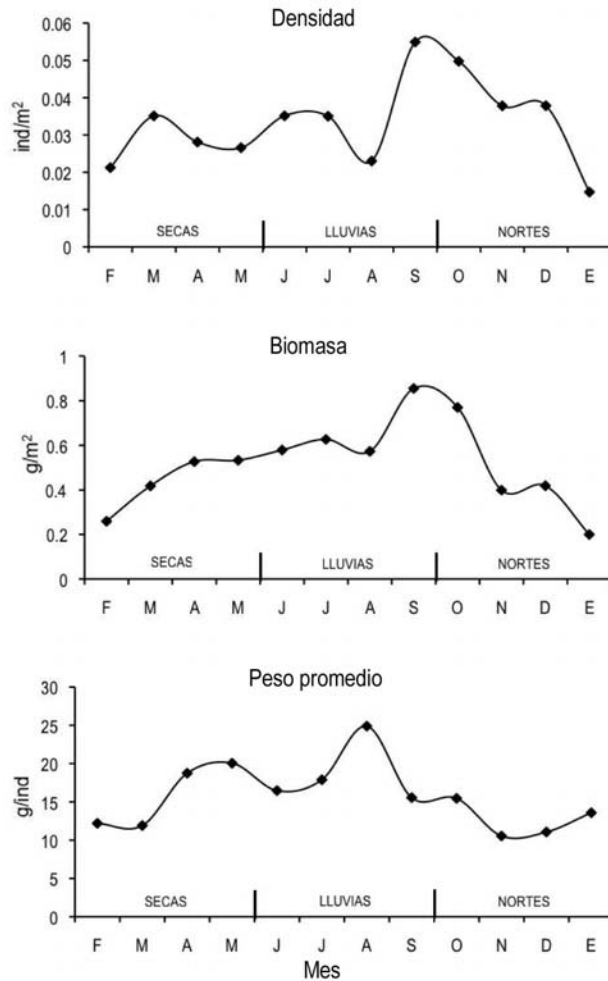 Densidad
ind/m²
0.06
0.05
0.04
0.03
0.02
0.01
0
SECAS LLUVIAS NORTES
F M A M J J A S O N D E
Biomasa
g/m²
1
0.8
0.6
0.4
0.2
0
SECAS LLUVIAS NORTES
F M A M J J A S O N D E
Peso promedio
g/ind
30
25
20
15
10
5
0
SECAS LLUVIAS NORTES
F M A M J J A S O N D E
Mes